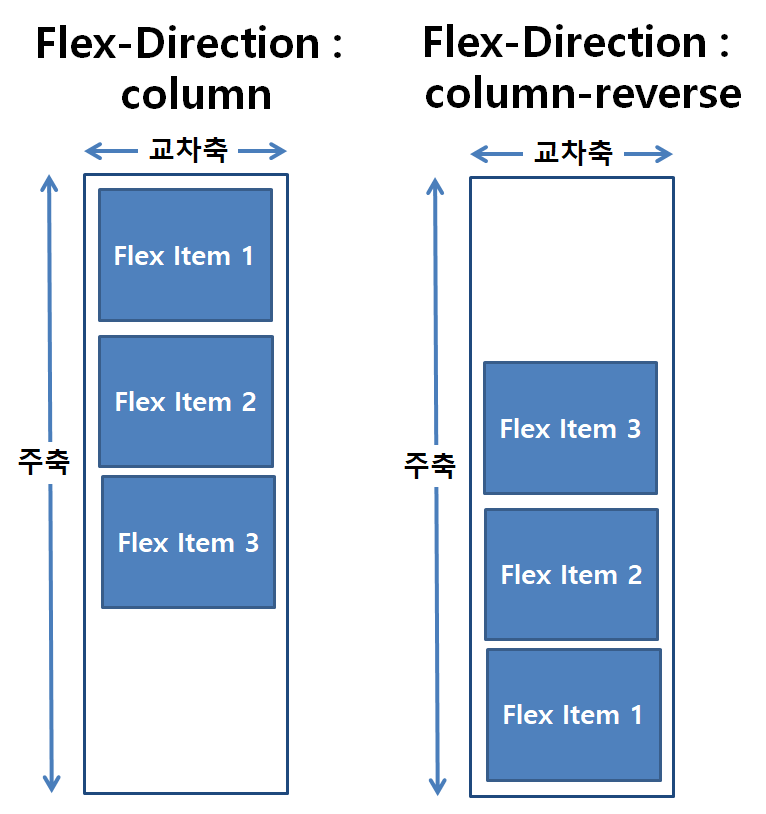 Flex-Direction :
column
교차축
주축
Flex Item 1
Flex Item 2
Flex Item 3
Flex-Direction :
column-reverse
교차축
주축
Flex Item 3
Flex Item 2
Flex Item 1